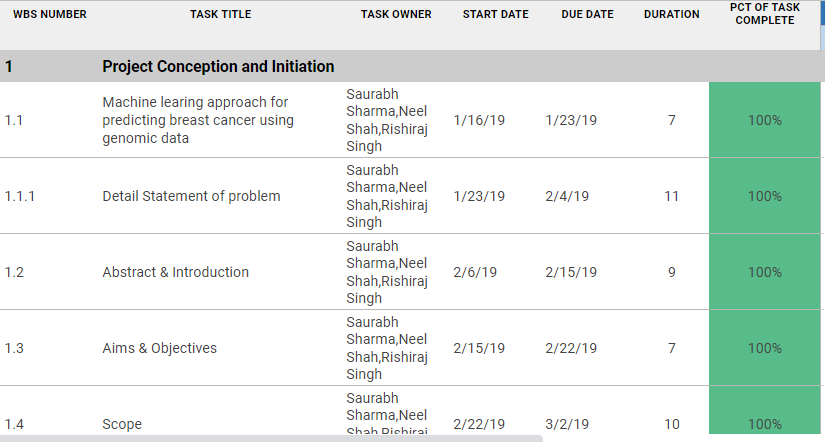 WBS NUMBER TASK TITLE TASK OWNER START DATE DUE DATE DURATION PCT OF TASK COMPLETE
1 Project Conception and Initiation
1.1 Machine learing approach for predicting breast cancer using genomic data Saurabh Sharma,Neel Shah,Rishiraj Singh 1/16/19 1/23/19 7 100%
1.1.1 Detail Statement of problem Saurabh Sharma,Neel Shah,Rishiraj Singh 1/23/19 2/4/19 11 100%
1.2 Abstract & Introduction Saurabh Sharma,Neel Shah,Rishiraj Singh 2/6/19 2/15/19 9 100%
1.3 Aims & Objectives Saurabh Sharma,Neel Shah,Rishiraj Singh 2/15/19 2/22/19 7 100%
1.4 Scope Saurabh Sharma,Neel Shah,Rishiraj 2/22/19 3/2/19 10 100%